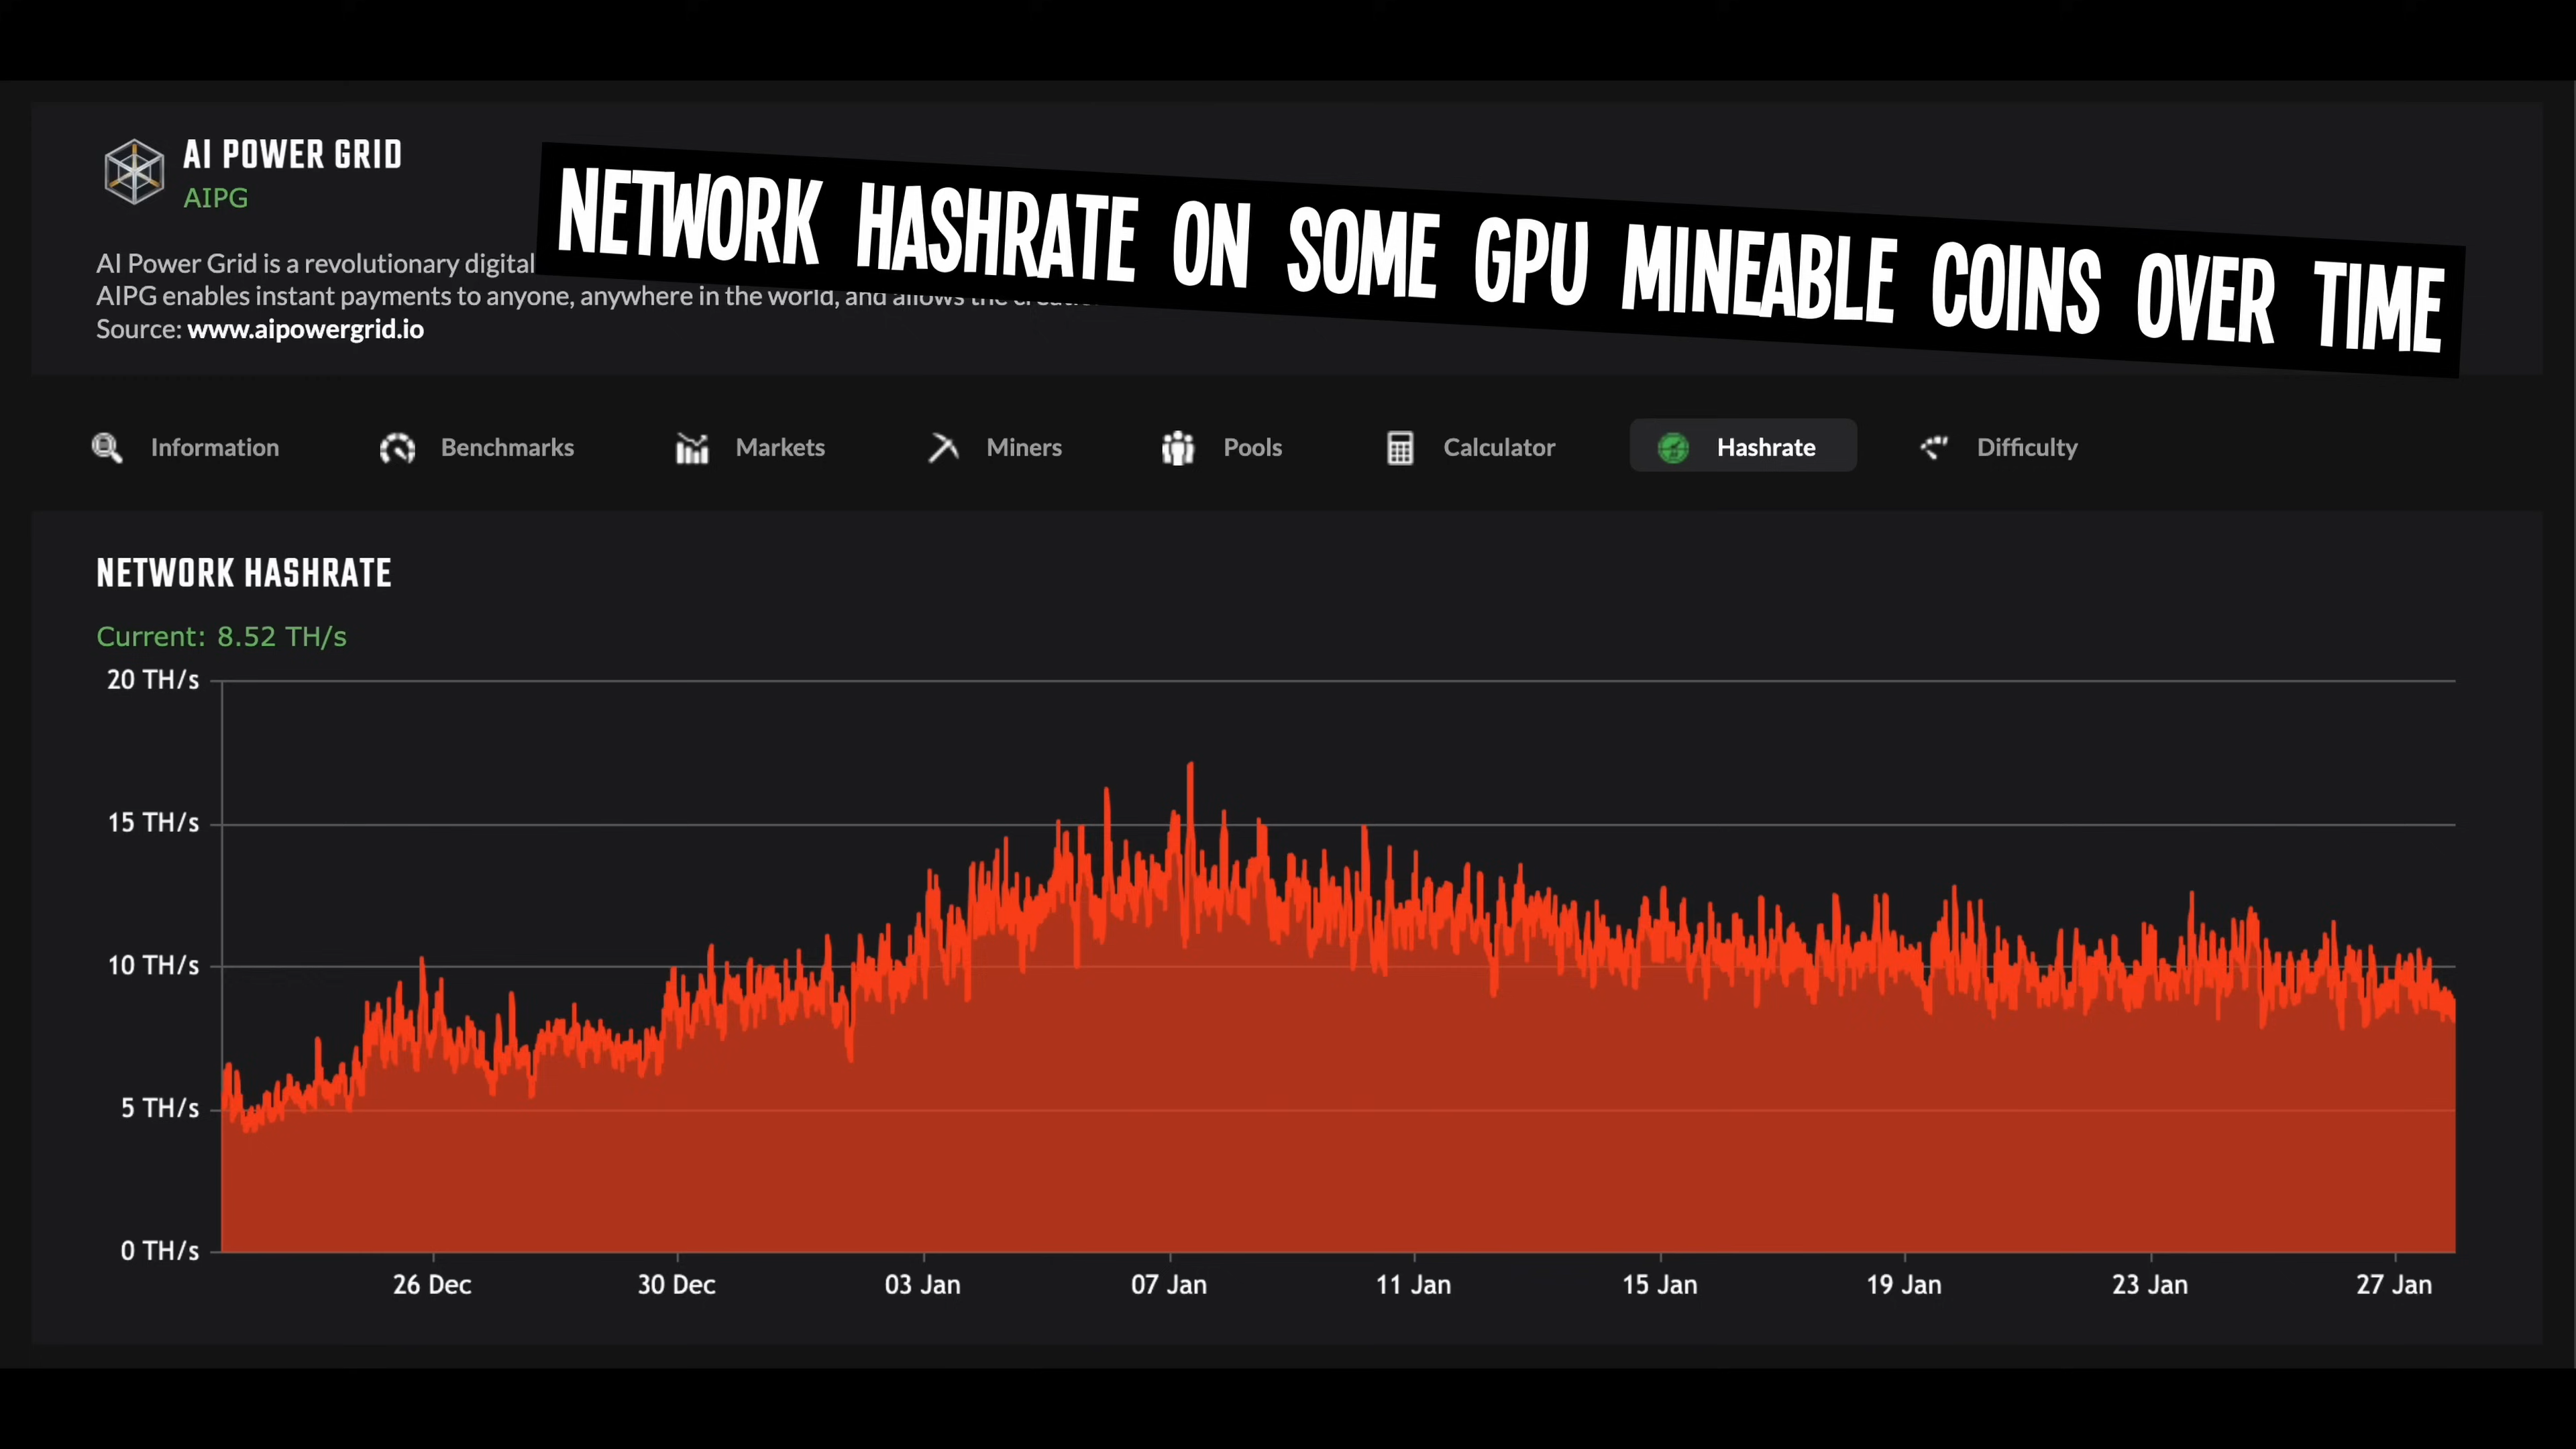 AI POWER GRID
AIPG
NETWORK HASHRATE ON SOME GPU MINEABLE COINS OVER TIME
AI Power Grid is a revolutionary digital
AIPG enables instant payments to anyone, anywhere in the world, and allows the
Source: www.aipowergrid.io
Information Benchmarks Markets Miners Pools Calculator Hashrate Difficulty
NETWORK HASHRATE
Current: 8.52 TH/s
20 TH/s
15 TH/s
10 TH/s
5 TH/s
0 TH/s
26 Dec 30 Dec 03 Jan 07 Jan 11 Jan 15 Jan 19 Jan 23 Jan 27 Jan